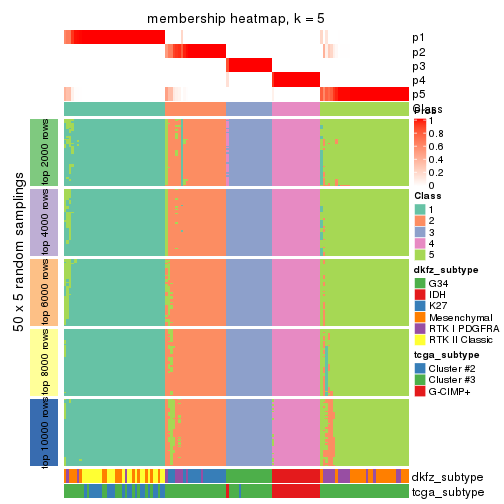 membership heatmap, k = 5
p1
p2
p3
p4
p5
Class
50 x 5 random samplings
top 2000 rows
top 4000 rows
top 6000 rows
top 8000 rows
top 10000 rows
1
0.8
0.6
0.4
0.2
0
Class
1
2
3
4
5
dkfz_subtype
G34
IDH
K27
Mesenchymal
RTK I PDGFRA
RTK II Classic
tcga_subtype
Cluster #2
Cluster #3
G-CIMP+
dkfz_subtype
tcga_subtype